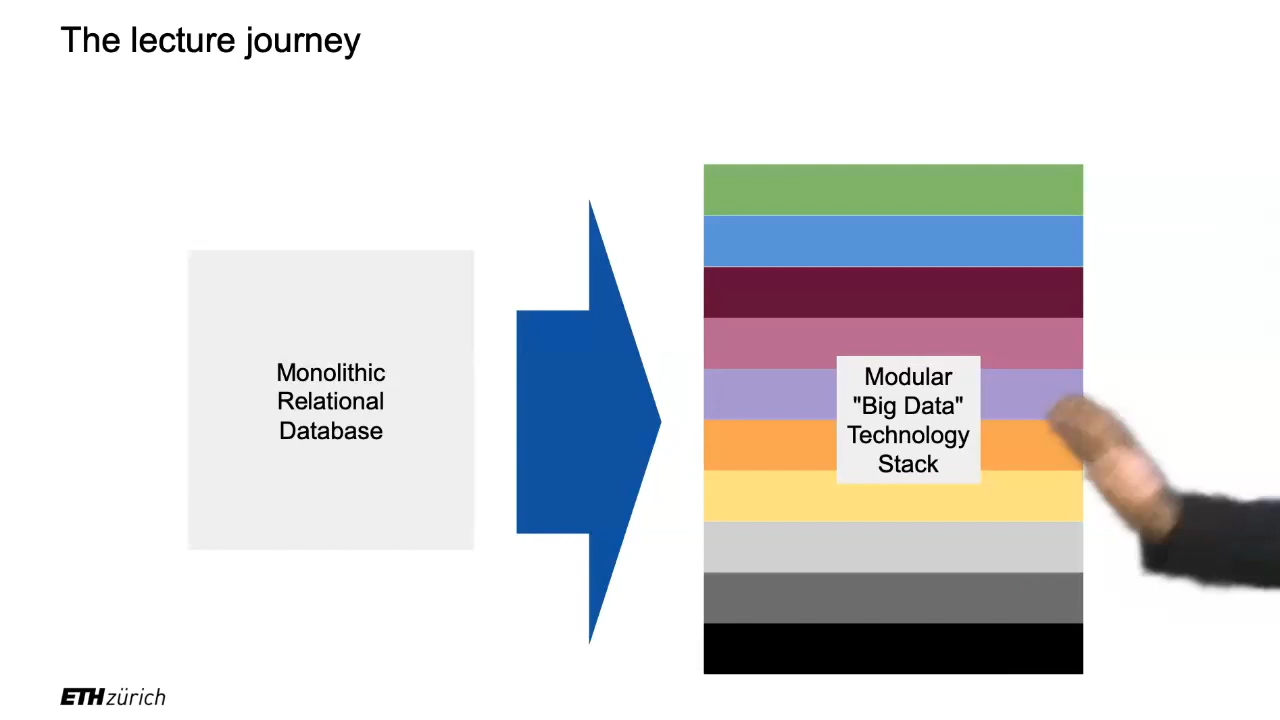 The lecture journey
Monolithic
Relational
Database
Modular
"Big Data"
Technology
Stack
ETH zürich